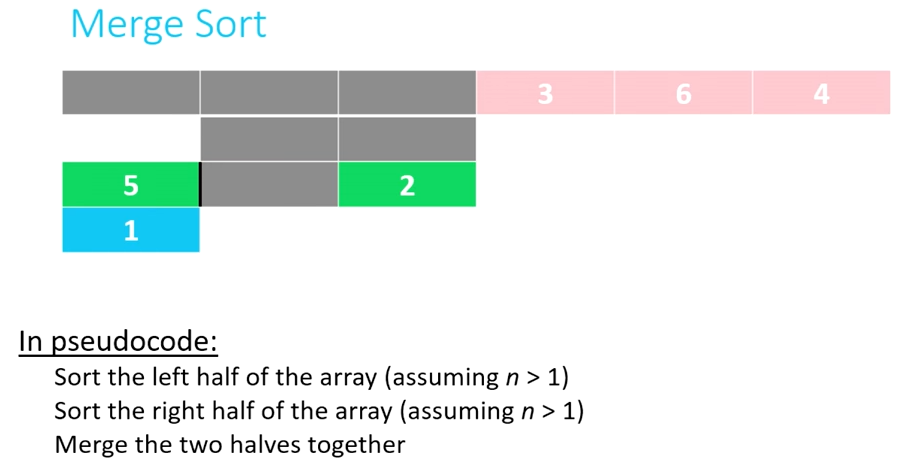 Merge Sort
3 6 4
5 2
1
In pseudocode:
Sort the left half of the array (assuming n > 1)
Sort the right half of the array (assuming n > 1)
Merge the two halves together